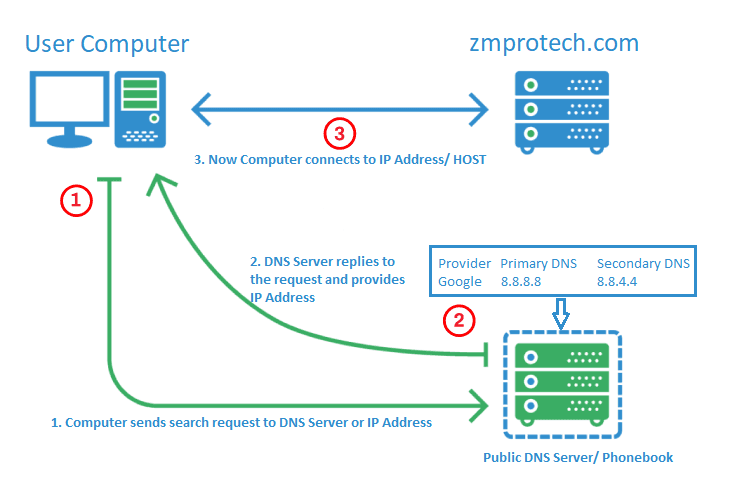 User Computer
zmprotech.com
3
3. Now Computer connects to IP Address/ HOST
1
2. DNS Server replies to
the request and provides
IP Address
Provider Primary DNS Secondary DNS
Google 8.8.8.8 8.8.4.4
2
1. Computer sends search request to DNS Server or IP Address
Public DNS Server/ Phonebook